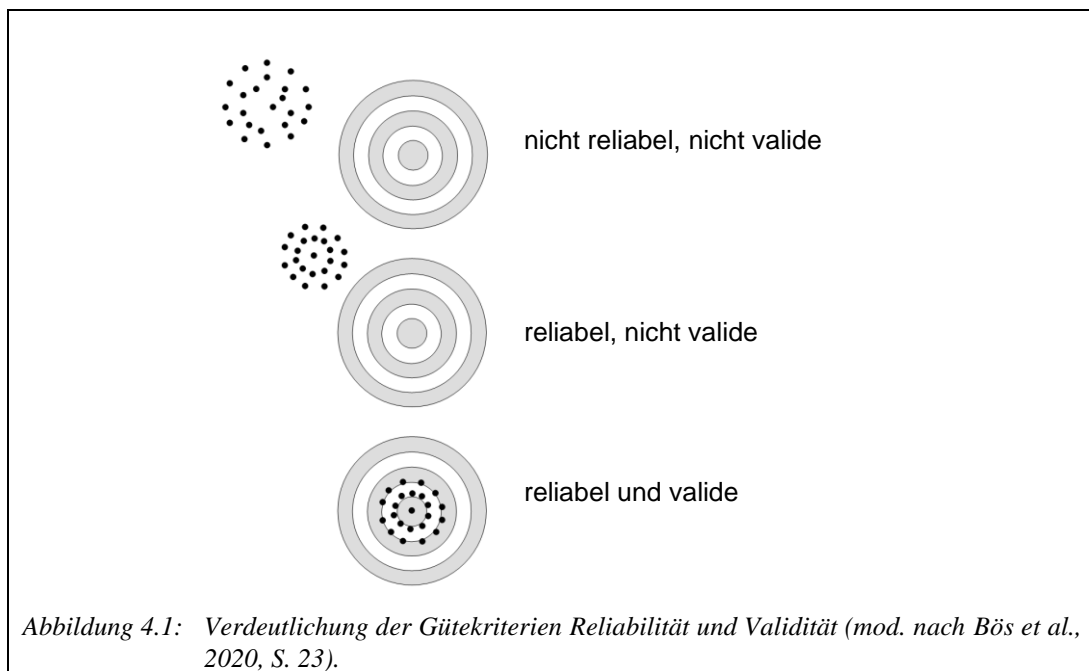 nicht reliabel, nicht valide
reliabel, nicht valide
reliabel und valide
Abbildung 4.1: Verdeutlichung der Gütekriterien Reliabilität und Validität (mod. nach Bös et al.,
2020, S. 23).